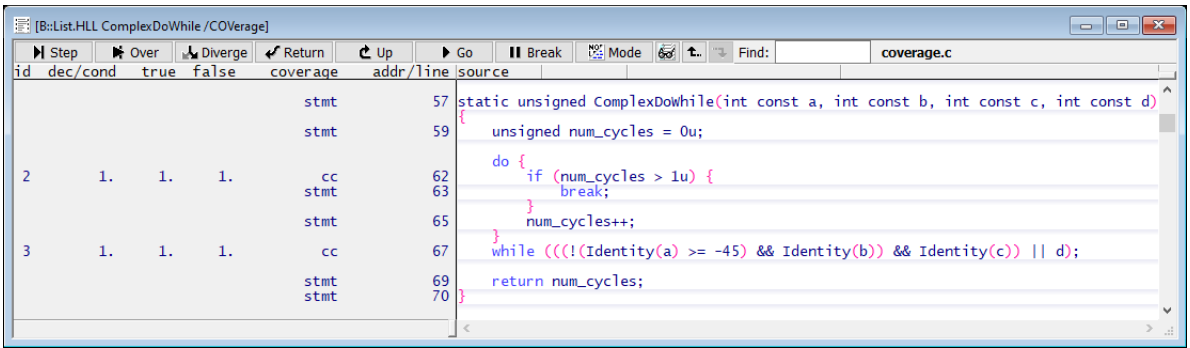 [B::List.HLL ComplexDoWhile /COVerage]
Step Over Diverge Return Up Go Break Mode Find: coverage.c
id dec/cond true false coverage addr/line source
stmt 57 static unsigned ComplexDoWhile(int const a, int const b, int const c, int const d)
{
stmt 59 unsigned num_cycles = 0u;
do {
2 1. 1. 1. cc 62 if (num_cycles > 1u) {
stmt 63 break;
}
stmt 65 num_cycles++;
}
3 1. 1. 1. cc 67 while (((!(Identity(a) >= -45) && Identity(b)) && Identity(c)) || d);
stmt 69 return num_cycles;
stmt 70 }